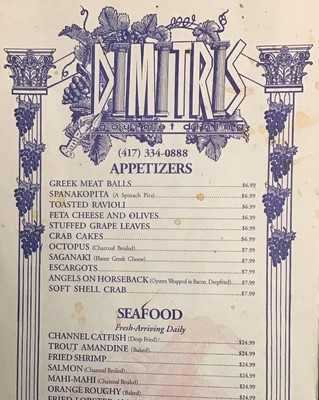 DIMITRIS
gourmet dining
(417) 334-0888
APPETIZERS
GREEK MEAT BALLS $6.99
SPANAKOPITA (A Spinach Pita) $6.99
TOASTED RAVIOLI $6.99
FETA CHEESE AND OLIVES $6.99
STUFFED GRAPE LEAVES $6.99
CRAB CAKES $6.99
OCTOPUS (Charcoal Broiled) $7.99
SAGANAKI (Flame Greek Cheese) $7.99
ESCARGOTS $7.99
ANGELS ON HORSEBACK (Oysters Wrapped in Bacon, Deepfried) $7.99
SOFT SHELL CRAB $7.99
SEAFOOD
Fresh-Arriving Daily
CHANNEL CATFISH (Deep Fried) $24.99
TROUT AMANDINE (Baked) $24.99
FRIED SHRIMP $24.99
SALMON (Charcoal Broiled) $24.99
MAHI-MAHI (Charcoal Broiled) $24.99
ORANGE ROUGHY (Baked) $24.99
FRIED LOBSTER